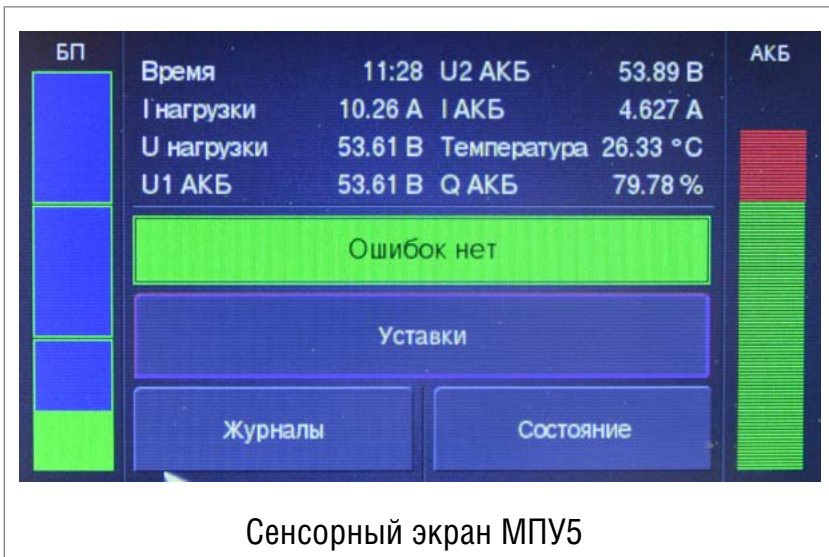 БП
АКБ
Время 11:28 U2 АКБ 53.89 В
I нагрузки 10.26 А I АКБ 4.627 А
U нагрузки 53.61 В Температура 26.33 °C
U1 АКБ 53.61 В Q АКБ 79.78 %
Ошибок нет
Уставки
Журналы Состояние
Сенсорный экран МПУ5